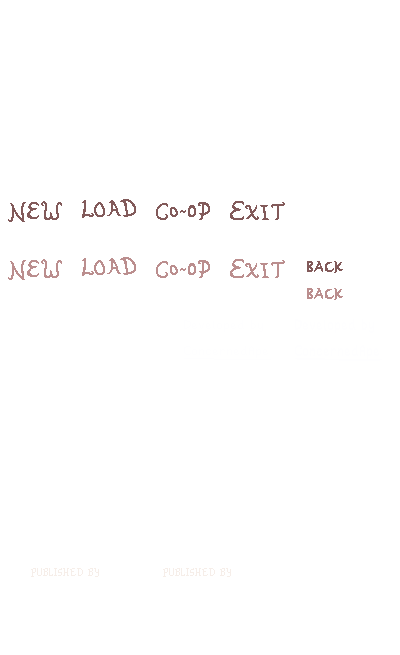 NEW LOAD Co-oP EXIT
NEW LOAD Co-oP EXIT BACK
BACK
PUBLISHED BY PUBLISHED BY